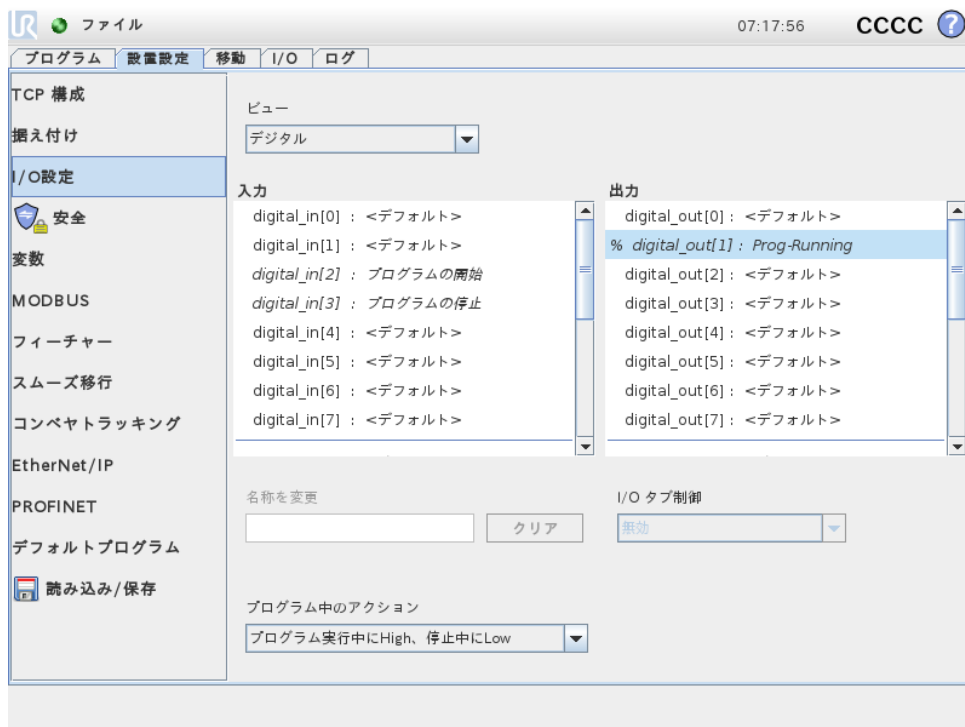 UR ファイル 07:17:56 CCCC ?
プログラム 設置設定 移動 I/O ログ
TCP 構成
据え付け
I/O設定
安全
変数
MODBUS
フィーチャー
スムーズ移行
コンベヤトラッキング
EtherNet/IP
PROFINET
デフォルトプログラム
読み込み/保存
ビュー
デジタル
入力
digital_in[0] : <デフォルト>
digital_in[1] : <デフォルト>
digital_in[2] : プログラムの開始
digital_in[3] : プログラムの停止
digital_in[4] : <デフォルト>
digital_in[5] : <デフォルト>
digital_in[6] : <デフォルト>
digital_in[7] : <デフォルト>
出力
digital_out[0] : <デフォルト>
% digital_out[1] : Prog-Running
digital_out[2] : <デフォルト>
digital_out[3] : <デフォルト>
digital_out[4] : <デフォルト>
digital_out[5] : <デフォルト>
digital_out[6] : <デフォルト>
digital_out[7] : <デフォルト>
名称を変更
クリア
I/O タブ制御
無効
プログラム中のアクション
プログラム実行中にHigh、停止中にLow